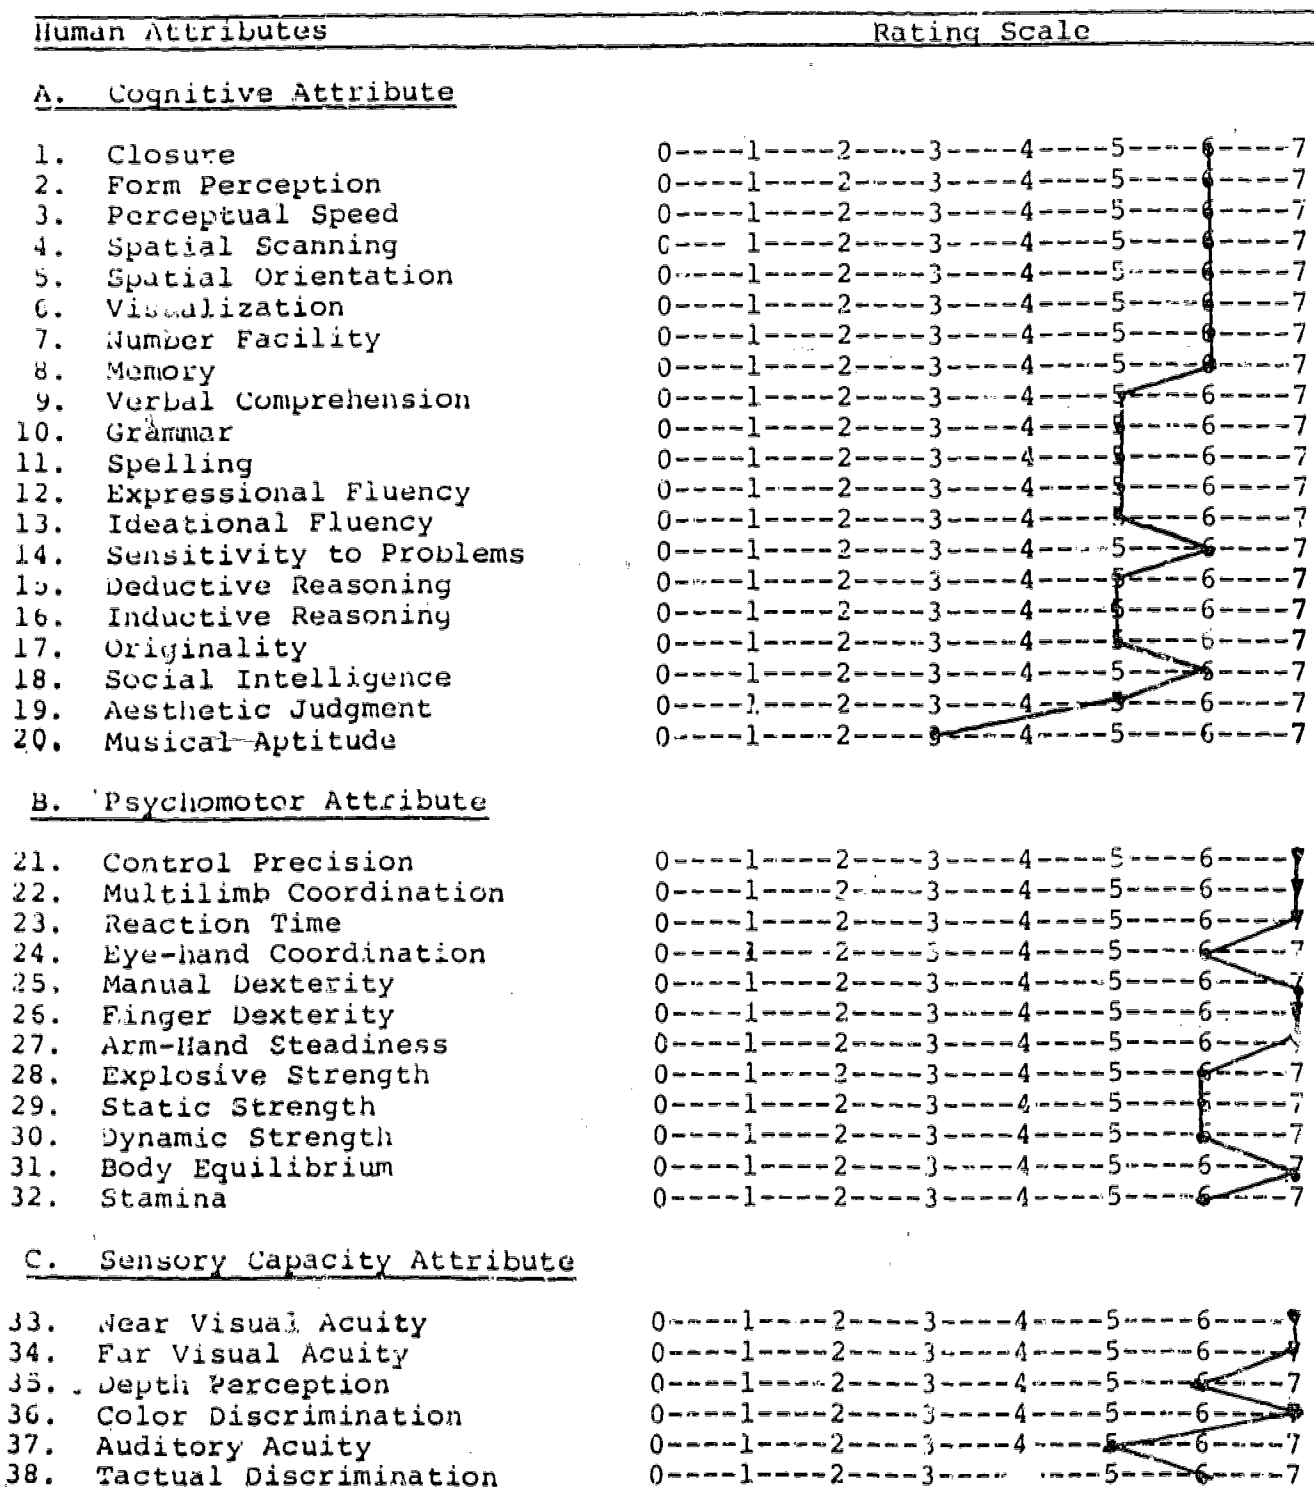 Human Attributes Rating Scale
A. Cognitive Attribute
1. Closure 0----1----2----3----4----5----6----7
2. Form Perception 0----1----2----3----4----5----6----7
3. Perceptual Speed 0----1----2----3----4----5----6----7
4. Spatial Scanning 0--- 1----2----3----4----5----6----7
5. Spatial Orientation 0----1----2----3----4----5----6----7
6. Visualization 0----1----2----3----4----5----6----7
7. Number Facility 0----1----2----3----4----5----6----7
8. Memory 0----1----2----3----4----5----6----7
9. Verbal Comprehension 0----1----2----3----4----5----6----7
10. Grammar 0----1----2----3----4----5----6----7
11. Spelling 0----1----2----3----4----5----6----7
12. Expressional Fluency 0----1----2----3----4----5----6----7
13. Ideational Fluency 0----1----2----3----4----5----6----7
14. Sensitivity to Problems 0----1----2----3----4----5----6----7
15. Deductive Reasoning 0----1----2----3----4----5----6----7
16. Inductive Reasoning 0----1----2----3----4----5----6----7
17. Originality 0----1----2----3----4----5----6----7
18. Social Intelligence 0----1----2----3----4----5----6----7
19. Aesthetic Judgment 0----1----2----3----4----5----6----7
20. Musical Aptitude 0----1----2----3----4----5----6----7
B. Psychomotor Attribute
21. Control Precision 0----1----2----3----4----5----6----7
22. Multilimb Coordination 0----1----2----3----4----5----6----7
23. Reaction Time 0----1----2----3----4----5----6----7
24. Eye-hand Coordination 0----1----2----3----4----5----6----7
25. Manual Dexterity 0----1----2----3----4----5----6----7
26. Finger Dexterity 0----1----2----3----4----5----6----7
27. Arm-Hand Steadiness 0----1----2----3----4----5----6----7
28. Explosive Strength 0----1----2----3----4----5----6----7
29. Static Strength 0----1----2----3----4----5----6----7
30. Dynamic Strength 0----1----2----3----4----5----6----7
31. Body Equilibrium 0----1----2----3----4----5----6----7
32. Stamina 0----1----2----3----4----5----6----7
C. Sensory Capacity Attribute
33. Near Visual Acuity 0----1----2----3----4----5----6----7
34. Far Visual Acuity 0----1----2----3----4----5----6----7
35. Depth Perception 0----1----2----3----4----5----6----7
36. Color Discrimination 0----1----2----3----4----5----6----7
37. Auditory Acuity 0----1----2----3----4----5----6----7
38. Tactual Discrimination 0----1----2----3---- ----5----6----7